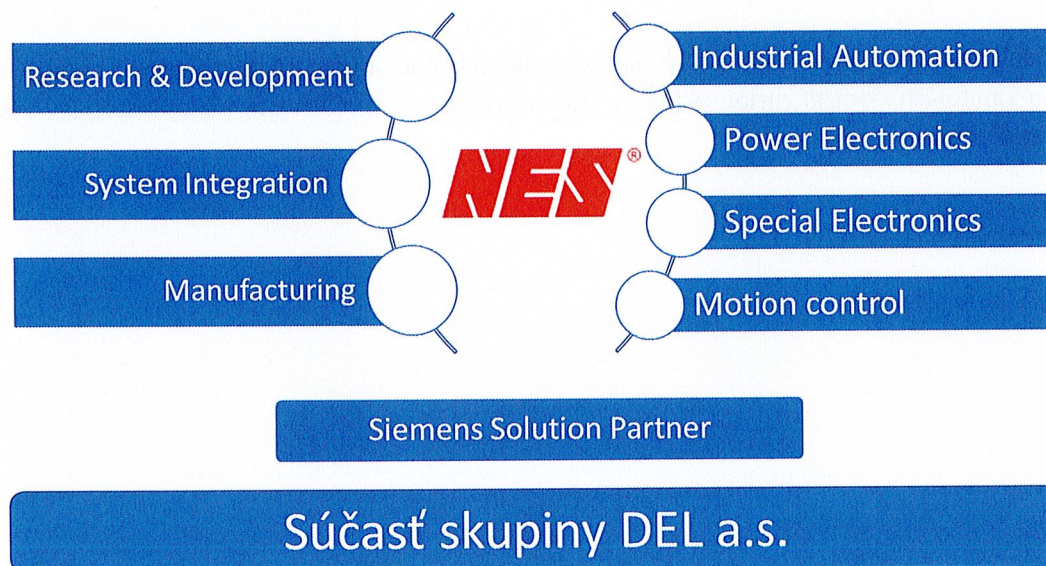 Research & Development
System Integration
Manufacturing
NES®
Industrial Automation
Power Electronics
Special Electronics
Motion control
Siemens Solution Partner
Súčasť skupiny DEL a.s.